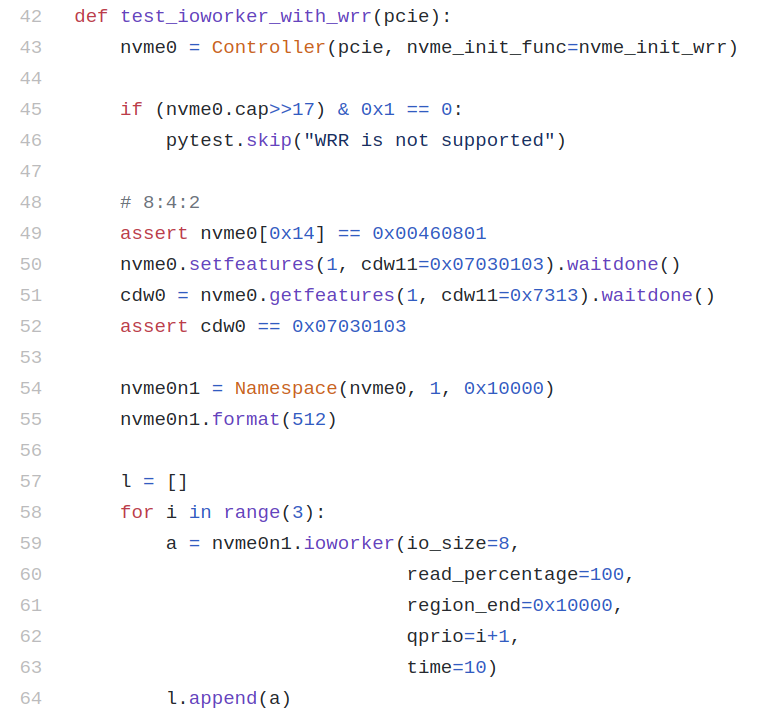 42 def test_ioworker_with_wrr(pcie):
43     nvme0 = Controller(pcie, nvme_init_func=nvme_init_wrr)
44
45     if (nvme0.cap>>17) & 0x1 == 0:
46         pytest.skip("WRR is not supported")
47
48     # 8:4:2
49     assert nvme0[0x14] == 0x00460801
50     nvme0.setfeatures(1, cdw11=0x07030103).waitdone()
51     cdw0 = nvme0.getfeatures(1, cdw11=0x7313).waitdone()
52     assert cdw0 == 0x07030103
53
54     nvme0n1 = Namespace(nvme0, 1, 0x10000)
55     nvme0n1.format(512)
56
57     l = []
58     for i in range(3):
59         a = nvme0n1.ioworker(io_size=8,
60                              read_percentage=100,
61                              region_end=0x10000,
62                              qprio=i+1,
63                              time=10)
64         l.append(a)